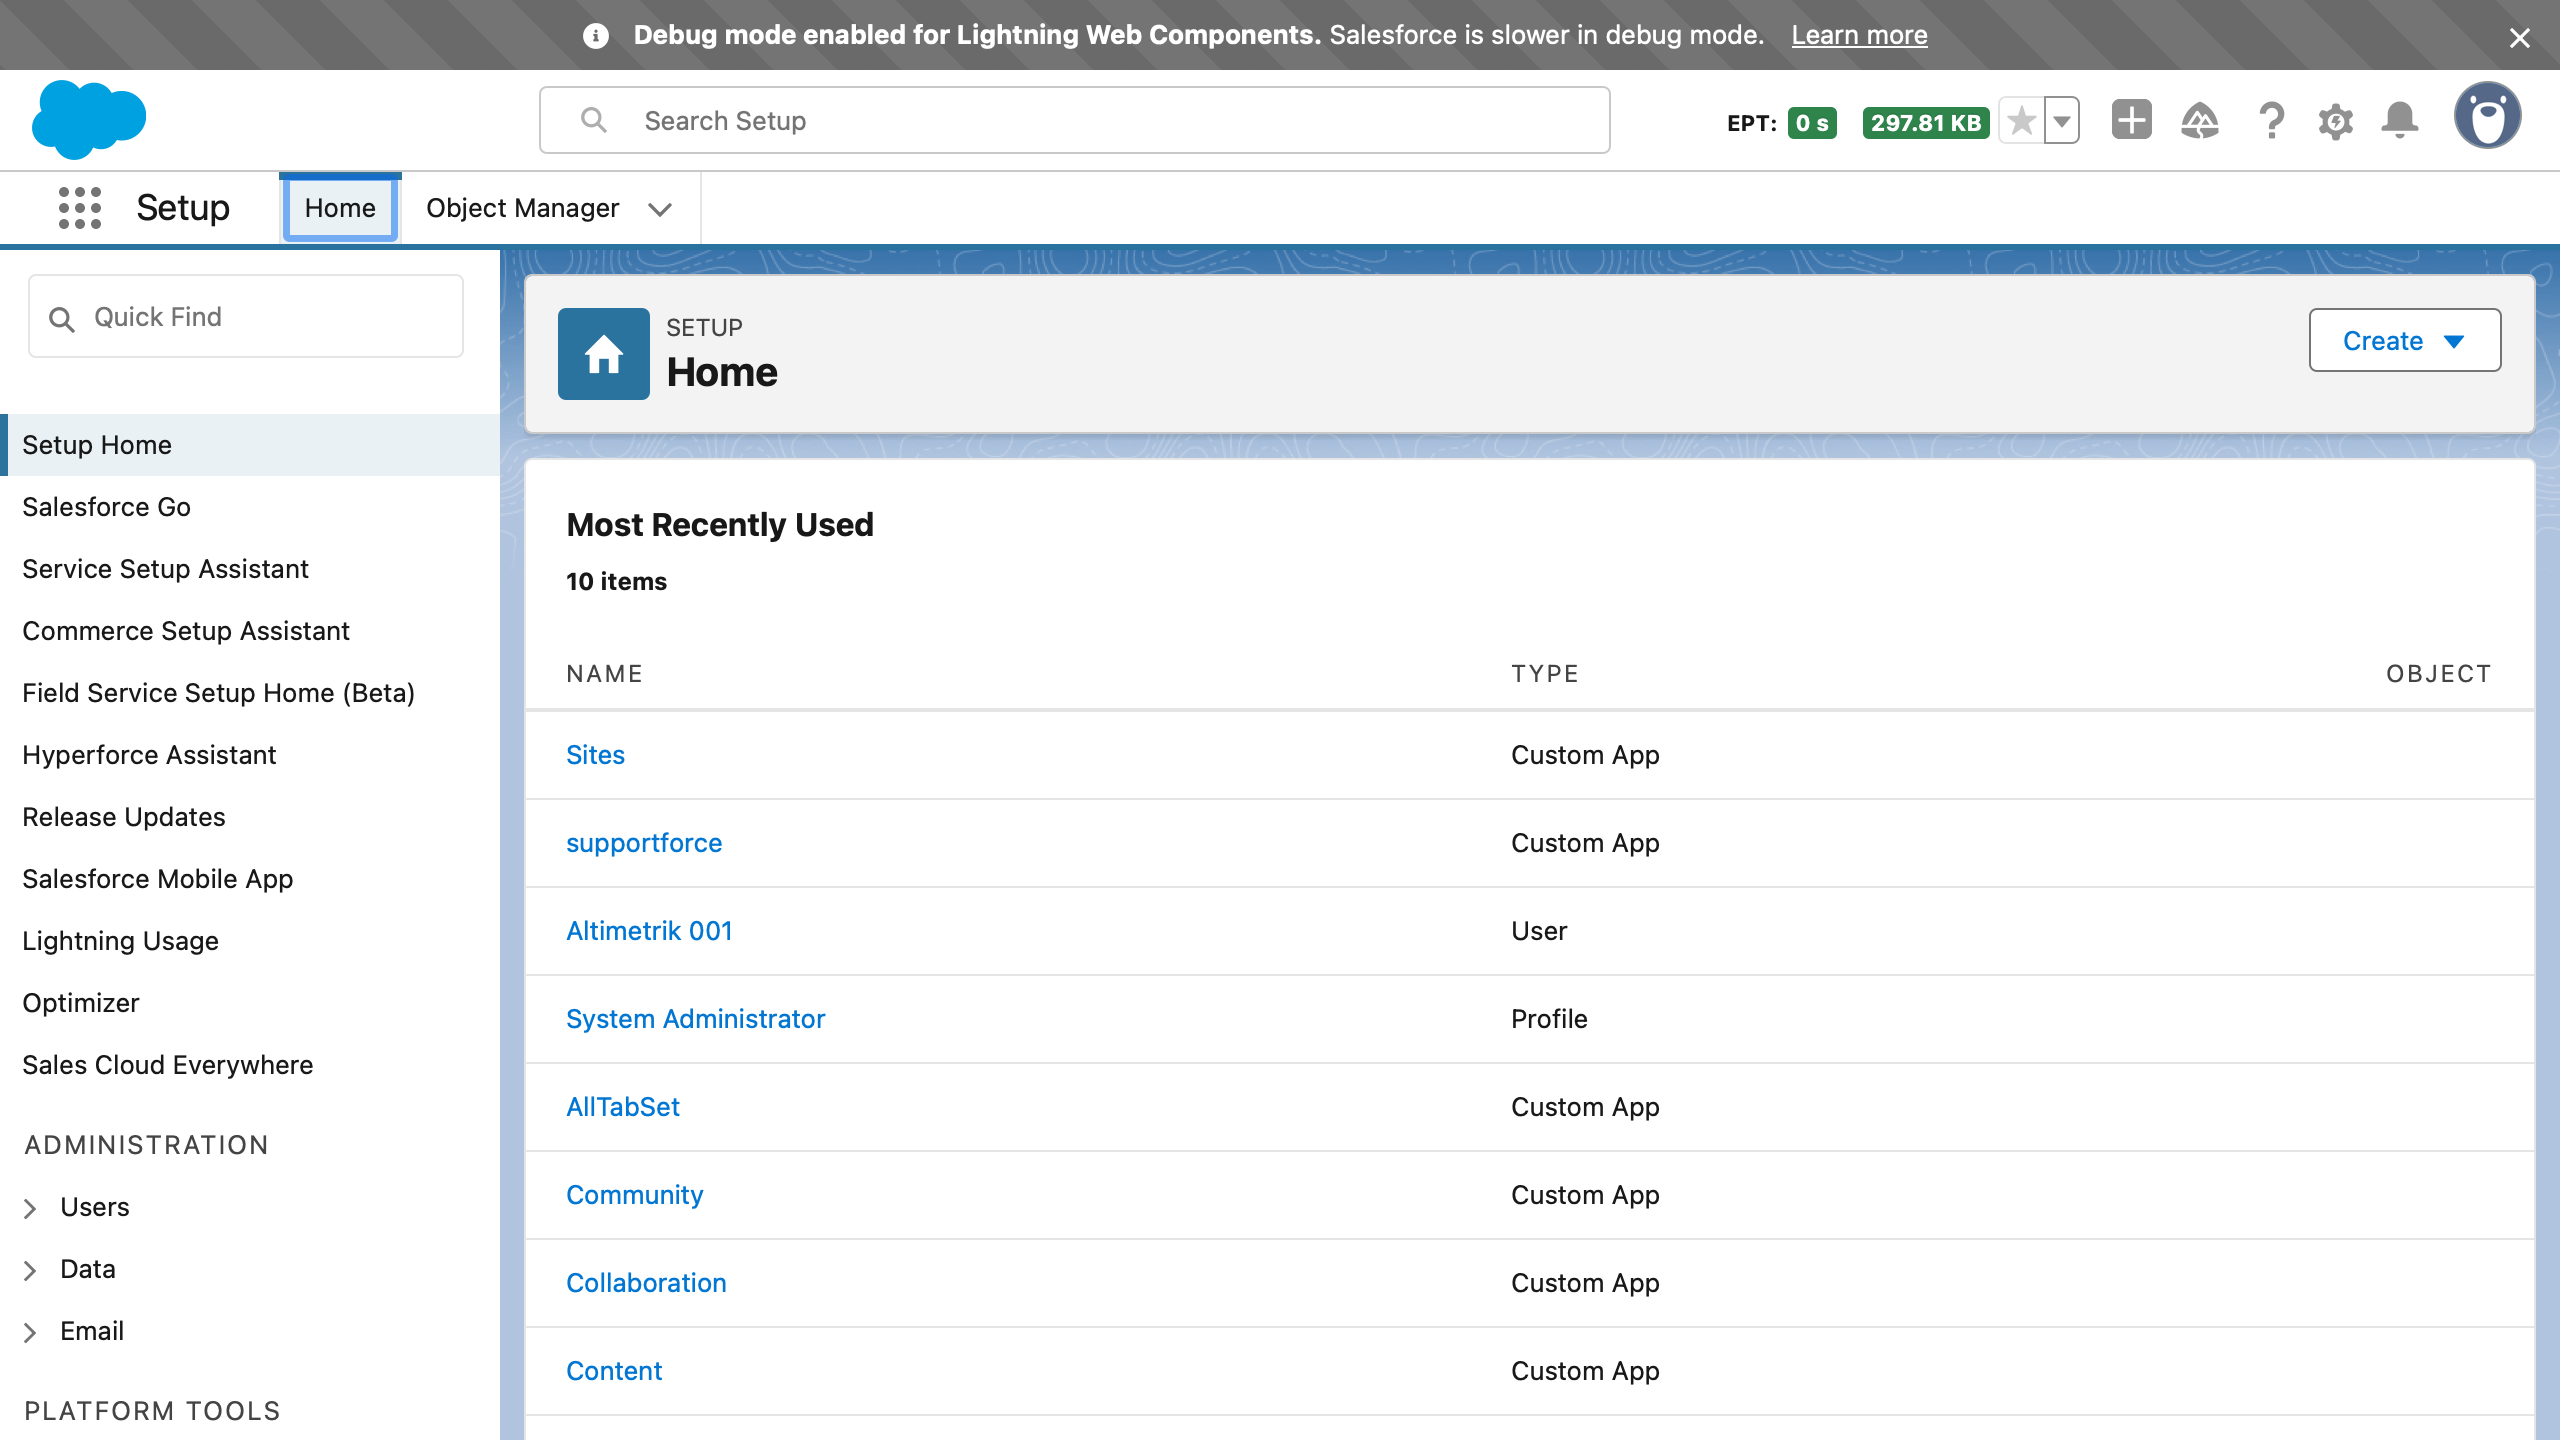 Debug mode enabled for Lightning Web Components. Salesforce is slower in debug mode. Learn more
Search Setup
EPT: 0 s 297.81 KB
Setup Home Object Manager
Quick Find
Setup Home
Salesforce Go
Service Setup Assistant
Commerce Setup Assistant
Field Service Setup Home (Beta)
Hyperforce Assistant
Release Updates
Salesforce Mobile App
Lightning Usage
Optimizer
Sales Cloud Everywhere
ADMINISTRATION
Users
Data
Email
PLATFORM TOOLS
SETUP
Home
Create
Most Recently Used
10 items
NAME TYPE OBJECT
Sites Custom App
supportforce Custom App
Altimetrik 001 User
System Administrator Profile
AllTabSet Custom App
Community Custom App
Collaboration Custom App
Content Custom App